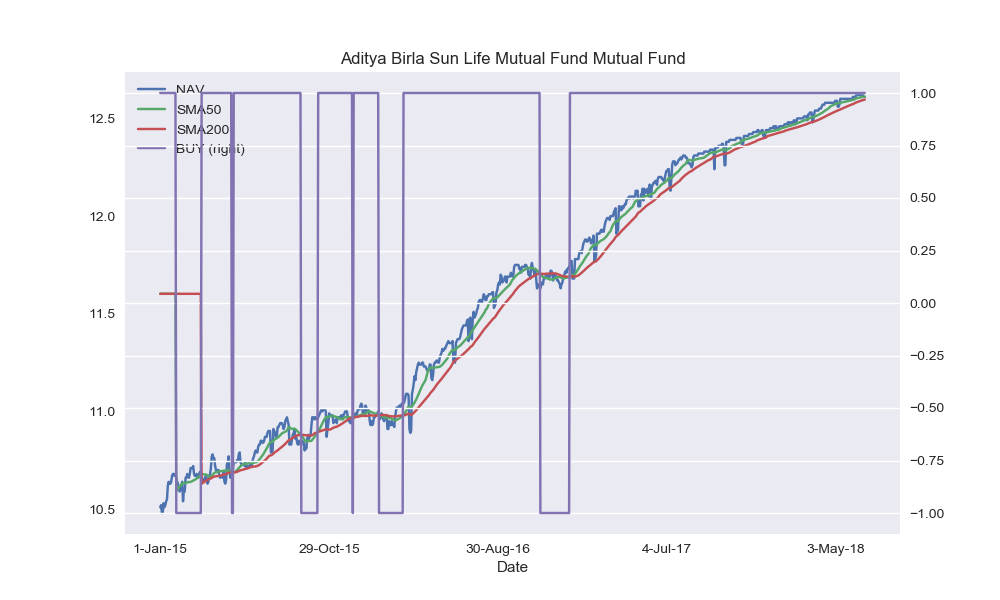 Aditya Birla Sun Life Mutual Fund Mutual Fund
NAV
SMA50
SMA200
BUY (right)
12.5
12.0
11.5
11.0
10.5
1.00
0.75
0.50
0.25
0.00
−0.25
−0.50
−0.75
−1.00
1-Jan-15
29-Oct-15
30-Aug-16
4-Jul-17
3-May-18
Date